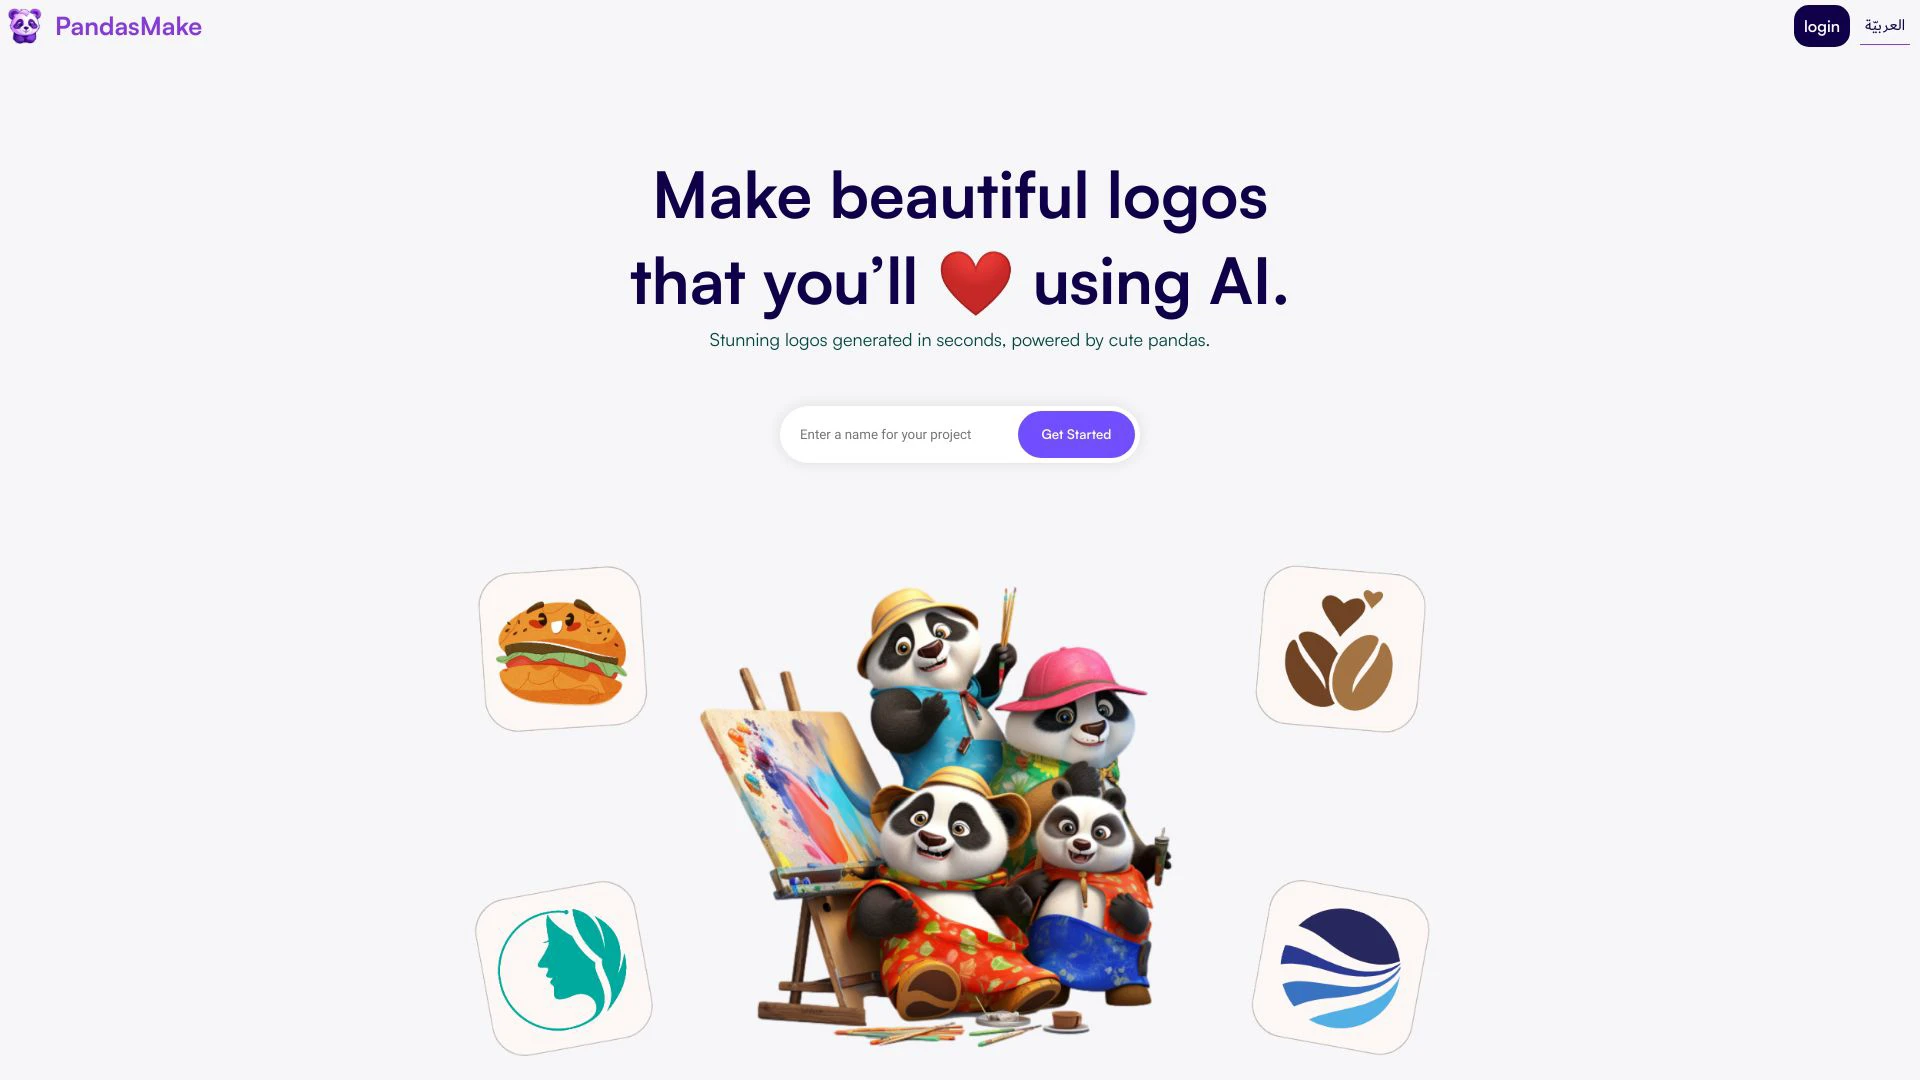 PandasMake
login
العربيّة
Make beautiful logos
that you’ll ❤️ using AI.
Stunning logos generated in seconds, powered by cute pandas.
Enter a name for your project
Get Started